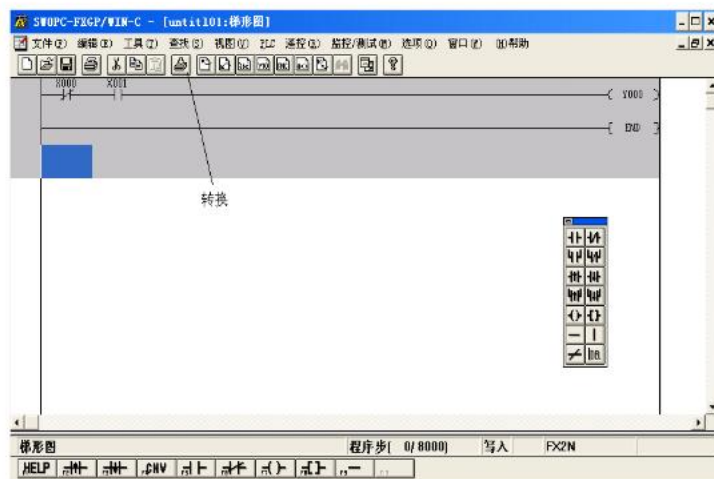 SWOPC-FXGP/WIN-C - [untitl01:梯形图]
文件(F) 编辑(E) 工具(T) 查找(S) 视图(V) PLC 遥控(R) 监控/测试(M) 选项(O) 窗口(W) (H)帮助
X000 X001 Y000
END
转换
梯形图 程序步( 0/8000) 写入 FX2N
HELP CNV